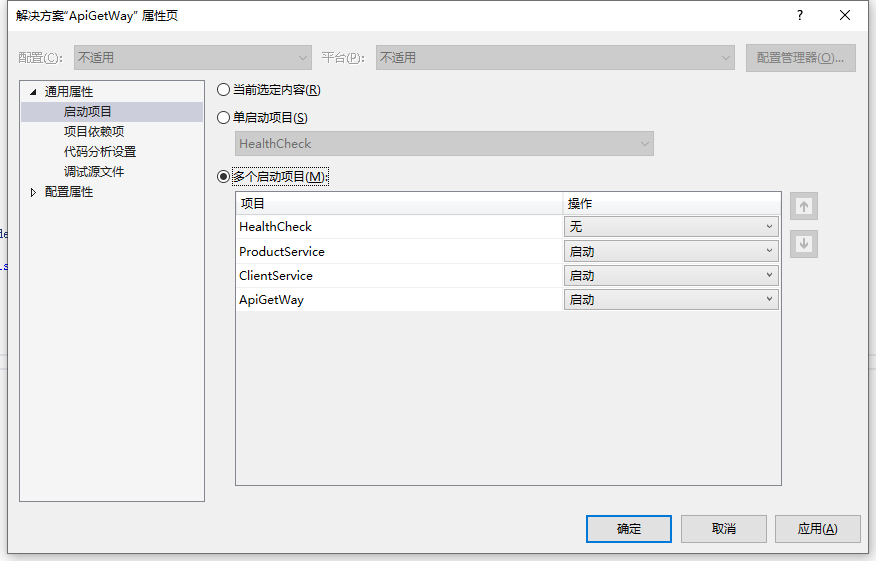 解决方案“ApiGetWay” 属性页
配置(C): 不适用 平台(P): 不适用 配置管理器(O)...
通用属性
启动项目
项目依赖项
代码分析设置
调试源文件
配置属性
当前选定内容(R)
单启动项目(S)
HealthCheck
多个启动项目(M):
项目 操作
HealthCheck 无
ProductService 启动
ClientService 启动
ApiGetWay 启动
确定 取消 应用(A)